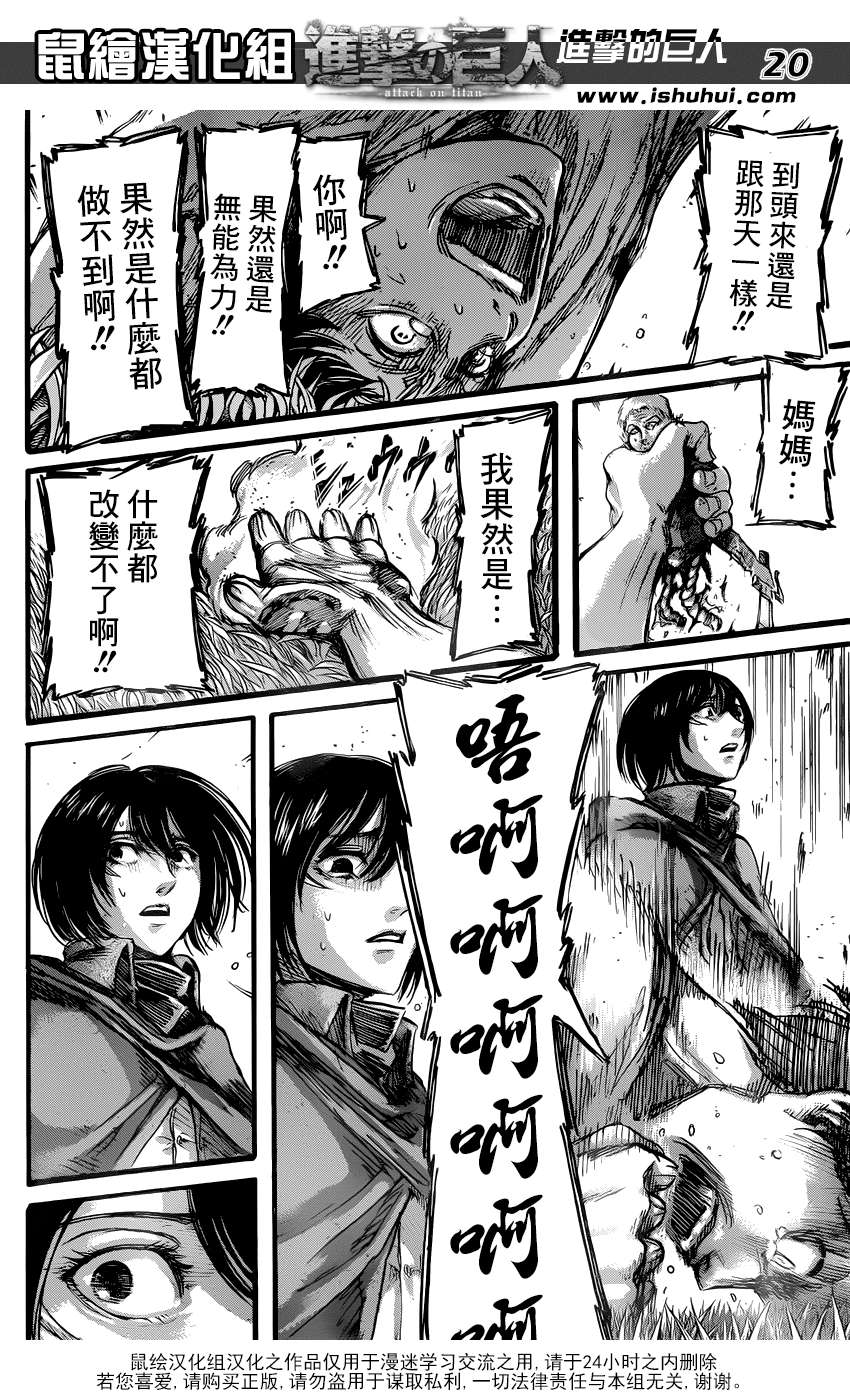 鼠繪漢化組
進撃の巨人
attack on titan
進擊的巨人
www.ishuhui.com
20
到頭來還是
跟那天一樣!!
你啊!!
果然還是
無能為力!!
果然是什麼都
做不到啊!!
媽媽…
我果然是…
什麼都
改變不了啊!!
ウウ
唔啊啊啊啊啊啊
鼠绘汉化组汉化之作品仅用于漫迷学习交流之用,请于24小时之内删除
若您喜爱,请购买正版,请勿盗用于谋取私利,一切法律责任与本组无关,谢谢。